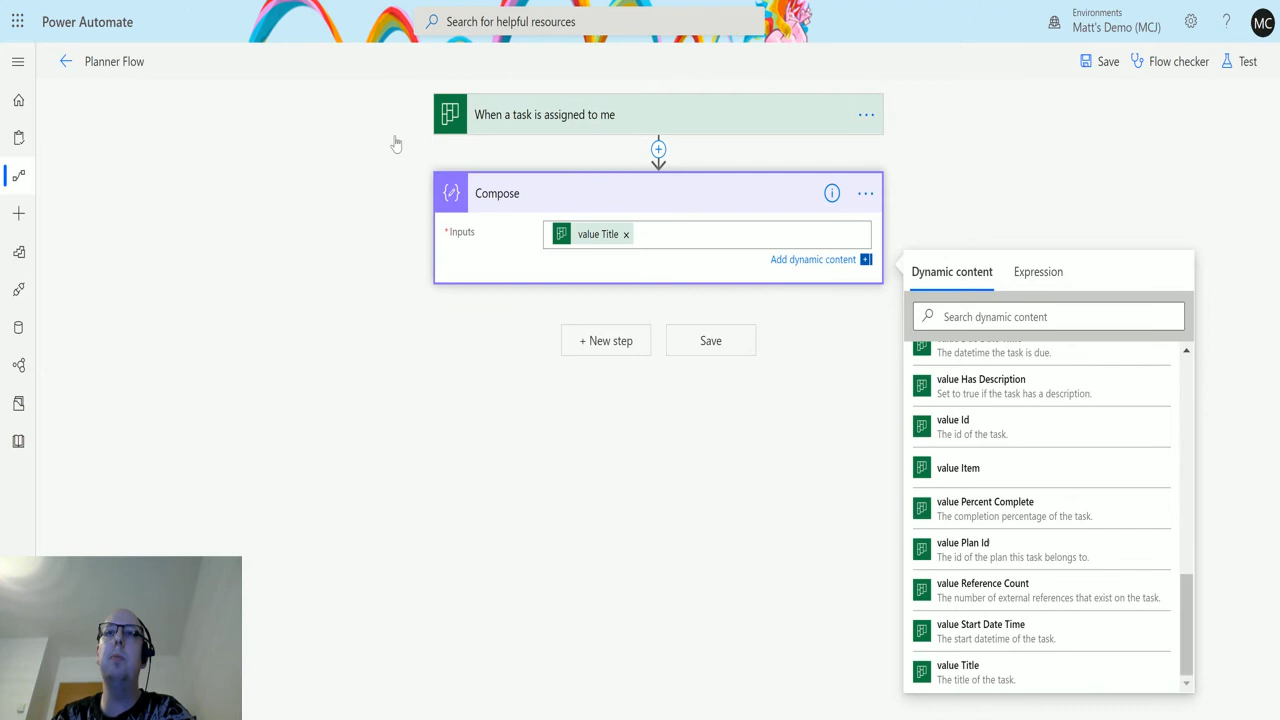 Power Automate
Search for helpful resources
Environments
Matt's Demo (MCJ)
?
MC
Planner Flow
Save
Flow checker
Test
When a task is assigned to me
...
Compose
...
* Inputs
value Title ×
Add dynamic content
Dynamic content
Expression
Search dynamic content
The datetime the task is due.
value Has Description
Set to true if the task has a description.
value Id
The id of the task.
value Item
value Percent Complete
The completion percentage of the task.
value Plan Id
The id of the plan this task belongs to.
value Reference Count
The number of external references that exist on the task.
value Start Date Time
The start datetime of the task.
value Title
The title of the task.
+ New step
Save